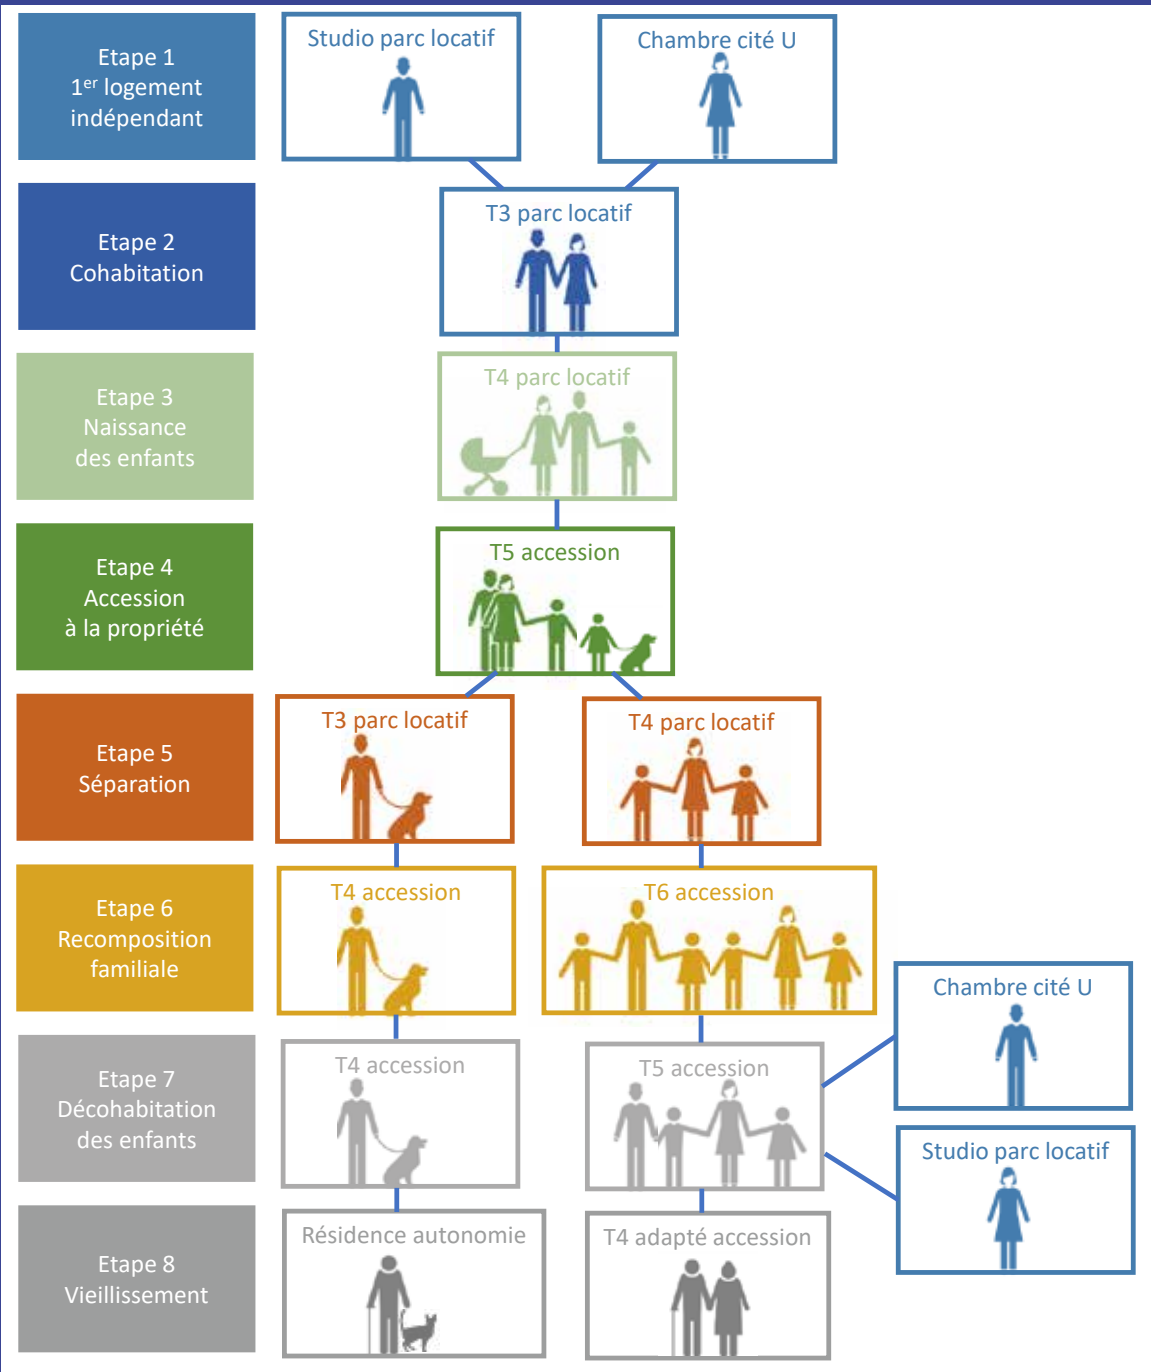 Etape 1
1er logement
indépendant
Studio parc locatif
Chambre cité U
Etape 2
Cohabitation
T3 parc locatif
Etape 3
Naissance
des enfants
T4 parc locatif
Etape 4
Accession
à la propriété
T5 accession
Etape 5
Séparation
T3 parc locatif
T4 parc locatif
Etape 6
Recomposition
familiale
T4 accession
T6 accession
Etape 7
Décohabitation
des enfants
T4 accession
T5 accession
Chambre cité U
Studio parc locatif
Etape 8
Vieillissement
Résidence autonomie
T4 adapté accession